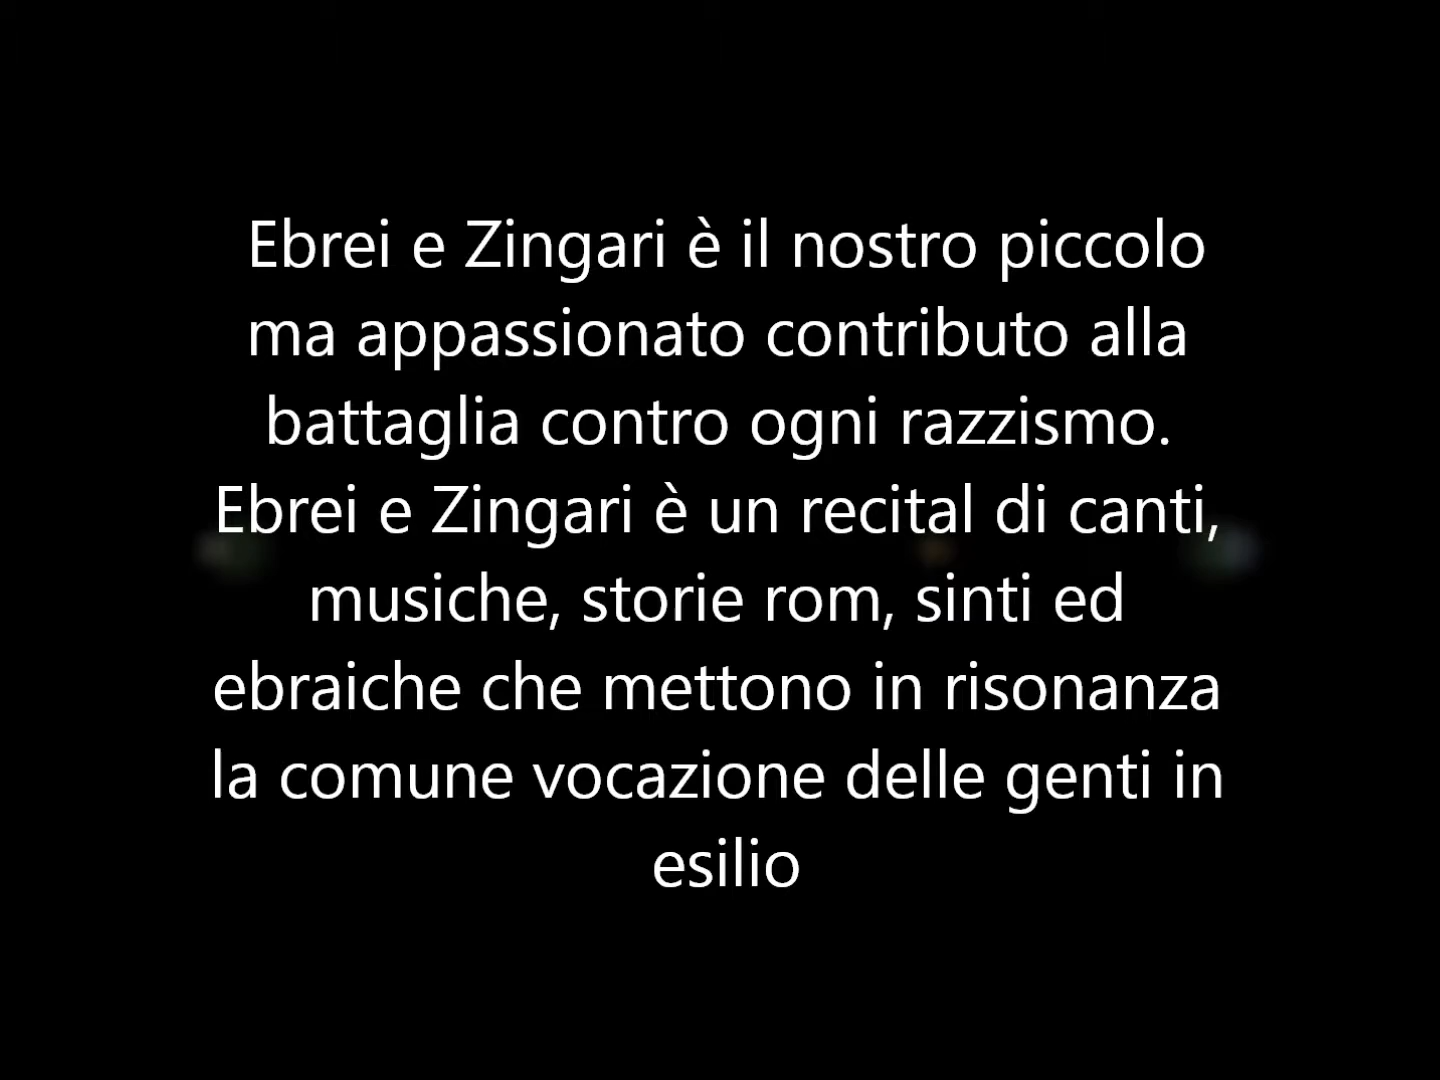 Ebrei e Zingari è il nostro piccolo
ma appassionato contributo alla
battaglia contro ogni razzismo.
Ebrei e Zingari è un recital di canti,
musiche, storie rom, sinti ed
ebraiche che mettono in risonanza
la comune vocazione delle genti in
esilio